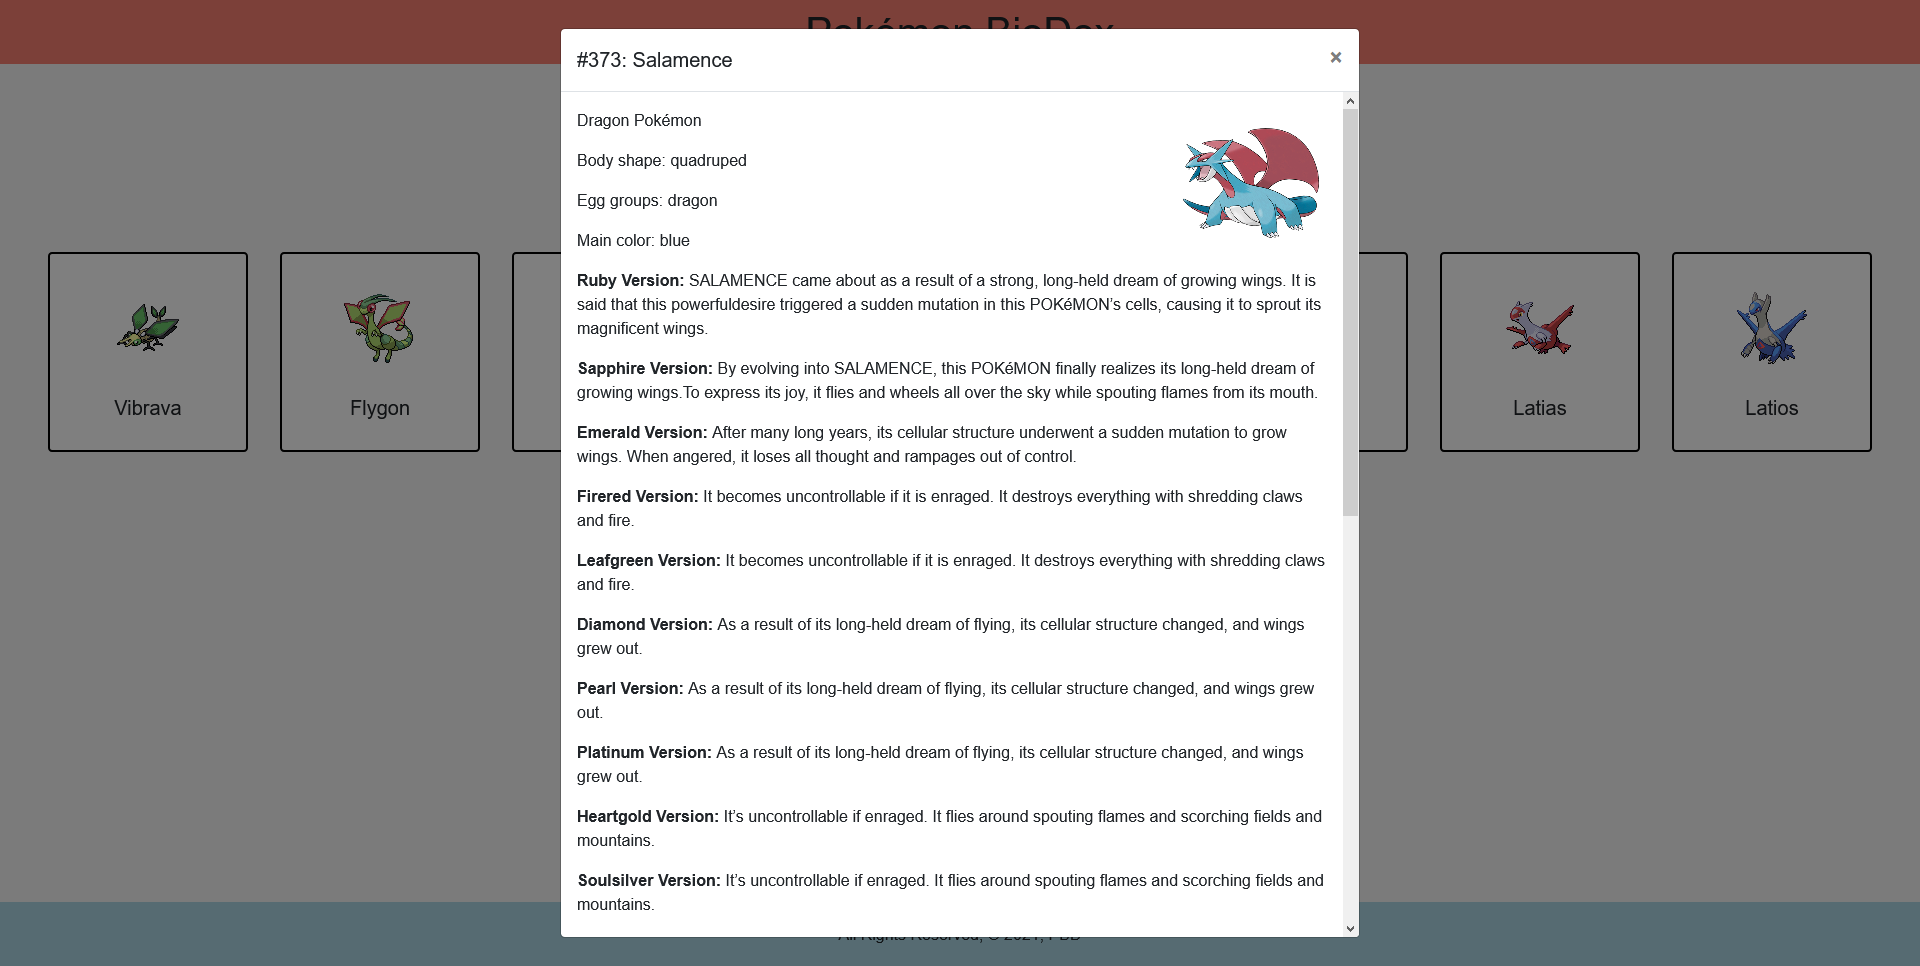 Pokémon BioDex
#373: Salamence
×
Dragon Pokémon
Body shape: quadruped
Egg groups: dragon
Main color: blue
Ruby Version: SALAMENCE came about as a result of a strong, long-held dream of growing wings. It is
said that this powerfuldesire triggered a sudden mutation in this POKéMON’s cells, causing it to sprout its
magnificent wings.
Sapphire Version: By evolving into SALAMENCE, this POKéMON finally realizes its long-held dream of
growing wings.To express its joy, it flies and wheels all over the sky while spouting flames from its mouth.
Emerald Version: After many long years, its cellular structure underwent a sudden mutation to grow
wings. When angered, it loses all thought and rampages out of control.
Firered Version: It becomes uncontrollable if it is enraged. It destroys everything with shredding claws
and fire.
Leafgreen Version: It becomes uncontrollable if it is enraged. It destroys everything with shredding claws
and fire.
Diamond Version: As a result of its long-held dream of flying, its cellular structure changed, and wings
grew out.
Pearl Version: As a result of its long-held dream of flying, its cellular structure changed, and wings grew
out.
Platinum Version: As a result of its long-held dream of flying, its cellular structure changed, and wings
grew out.
Heartgold Version: It’s uncontrollable if enraged. It flies around spouting flames and scorching fields and
mountains.
Soulsilver Version: It’s uncontrollable if enraged. It flies around spouting flames and scorching fields and
mountains.
Vibrava
Flygon
Latias
Latios
All Rights Reserved, © 2021, PBD